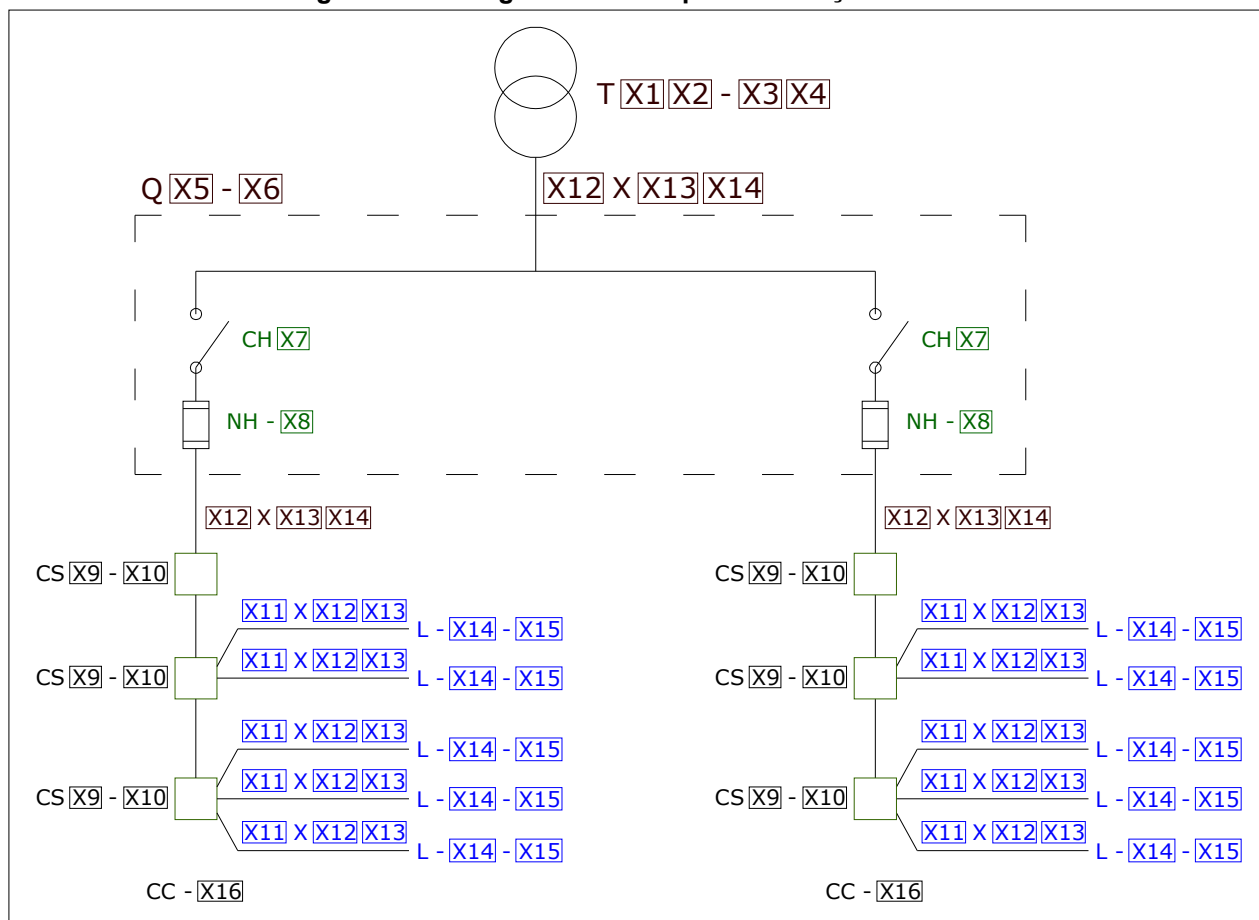 T X1 X2 - X3 X4
Q X5 - X6
X12 X X13 X14
CH X7
CH X7
NH - X8
NH - X8
X12 X X13 X14
X12 X X13 X14
CS X9 - X10
CS X9 - X10
X11 X X12 X13
L - X14 - X15
X11 X X12 X13
L - X14 - X15
CS X9 - X10
X11 X X12 X13
L - X14 - X15
X11 X X12 X13
L - X14 - X15
CS X9 - X10
X11 X X12 X13
L - X14 - X15
X11 X X12 X13
L - X14 - X15
CS X9 - X10
X11 X X12 X13
L - X14 - X15
X11 X X12 X13
L - X14 - X15
CS X9 - X10
X11 X X12 X13
L - X14 - X15
X11 X X12 X13
L - X14 - X15
CC - X16
CC - X16